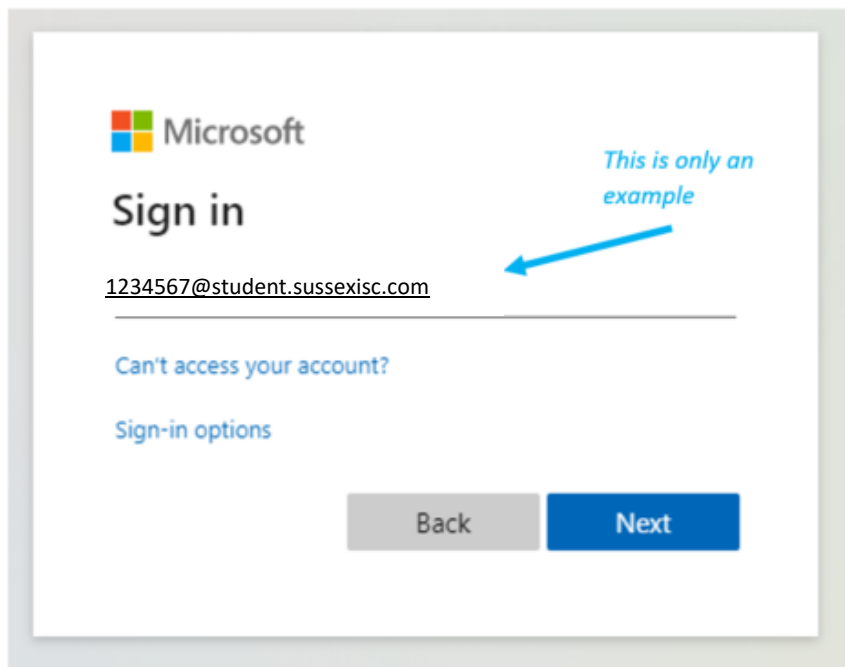 Microsoft
This is only an
example
Sign in
1234567@student.sussexisc.com
Can't access your account?
Sign-in options
Back
Next